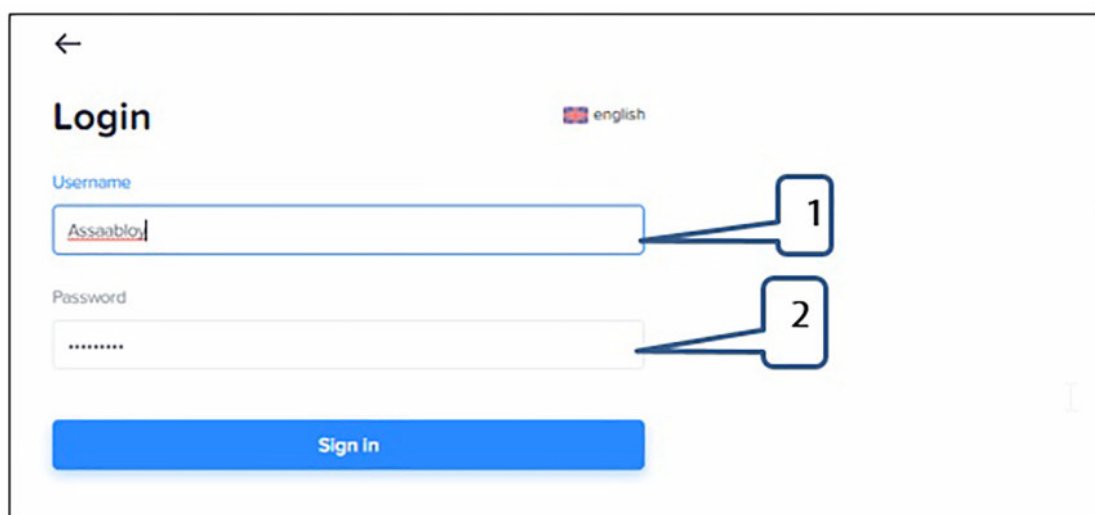 Login
english
Username
Assaabloy
1
Password
.........
2
Sign in